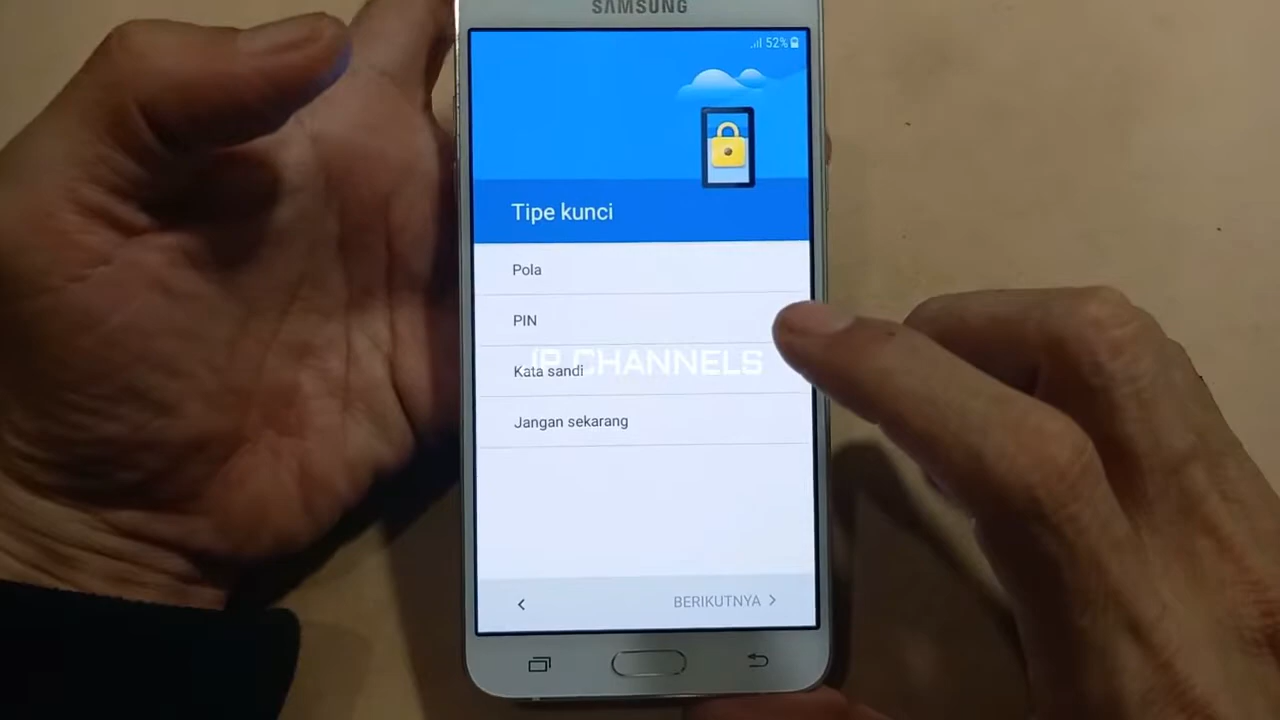 SAMSUNG
52%
Tipe kunci
Pola
PIN
JP CHANNELS
Kata sandi
Jangan sekarang
BERIKUTNYA